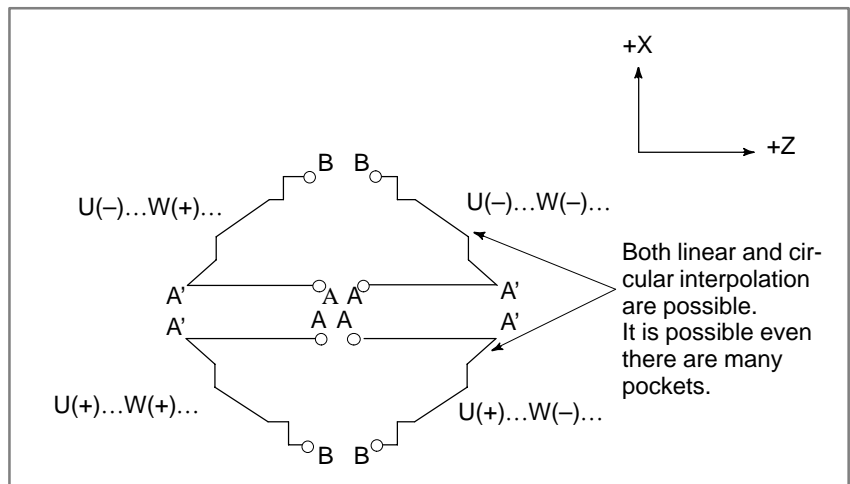 +X
+Z
B B
U(–)…W(+)…
U(–)…W(–)…
Both linear and cir-
cular interpolation
are possible.
It is possible even
there are many
pockets.
A' A A A'
A' A A A'
U(+)…W(+)…
U(+)…W(–)…
B B